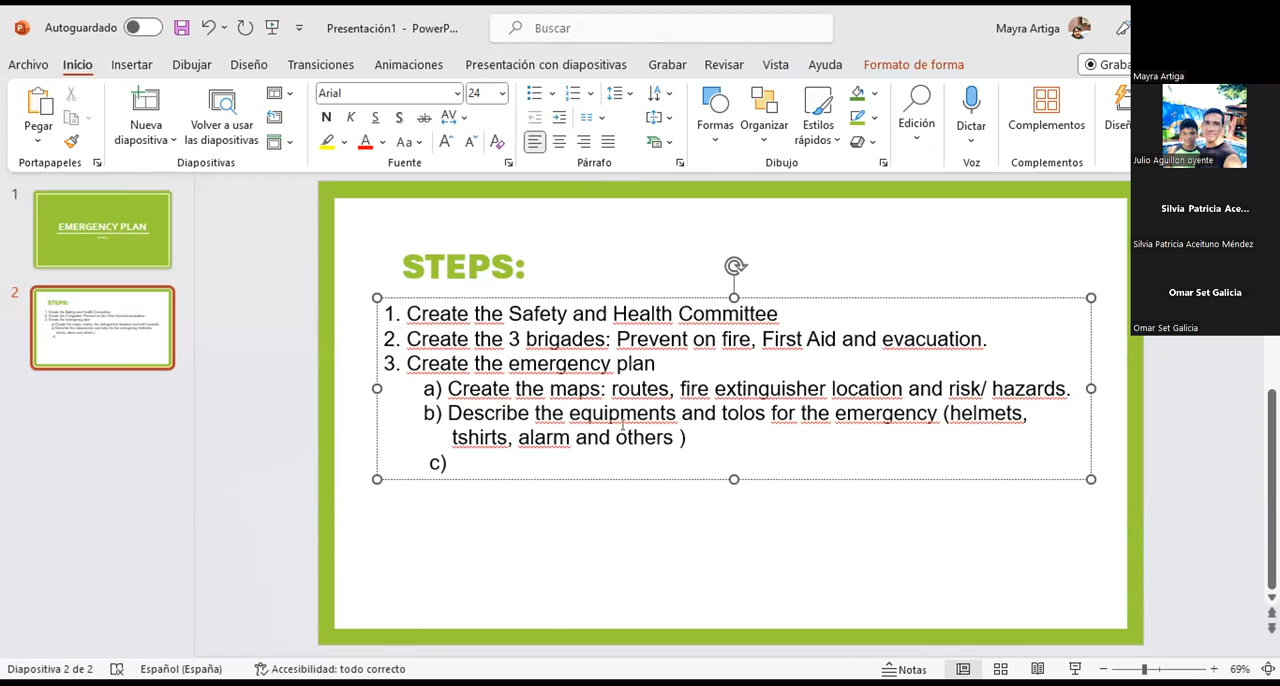 Autoguardado
Presentación1 - PowerP...
Buscar
Mayra Artiga
Archivo Inicio Insertar Dibujar Diseño Transiciones Animaciones Presentación con diapositivas Grabar Revisar Vista Ayuda Formato de forma
Pegar
Portapapeles
Nueva diapositiva
Volver a usar las diapositivas
Diapositivas
Arial 24
N K S S ab AV
A Aa A A
Fuente
Párrafo
Formas
Organizar
Estilos rápidos
Dibujo
Edición
Dictar
Voz
Complementos
Complementos
Mayra Artiga
Julio Aguillon oyente
Silvia Patricia Ace...
Silvia Patricia Aceituno Méndez
Omar Set Galicia
Omar Set Galicia
1
EMERGENCY PLAN
2
STEPS:
1. Create the Safety and Health Committee
2. Create the 3 brigades: Prevent on fire, First Aid and evacuation.
3. Create the emergency plan
a) Create the maps: routes, fire extinguisher location and risk/ hazards.
b) Describe the equipments and tolos for the emergency (helmets,
tshirts, alarm and others )
c)
Diapositiva 2 de 2
Español (España)
Accesibilidad: todo correcto
Notas
69%